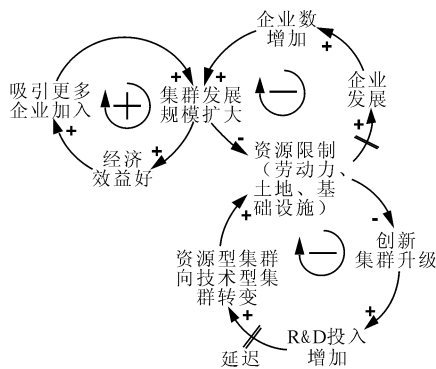 企业数
增加
吸引更多
企业加入
+
+
+
集群发展
规模扩大
+
−
+
企业
发展
+
+
经济
效益好
+
-
资源限制
（劳动力、
土地、基
础设施）
+
-
资源型集群
向技术型集
群转变
−
创新
集群升级
+
+
延迟
R&D投入
增加